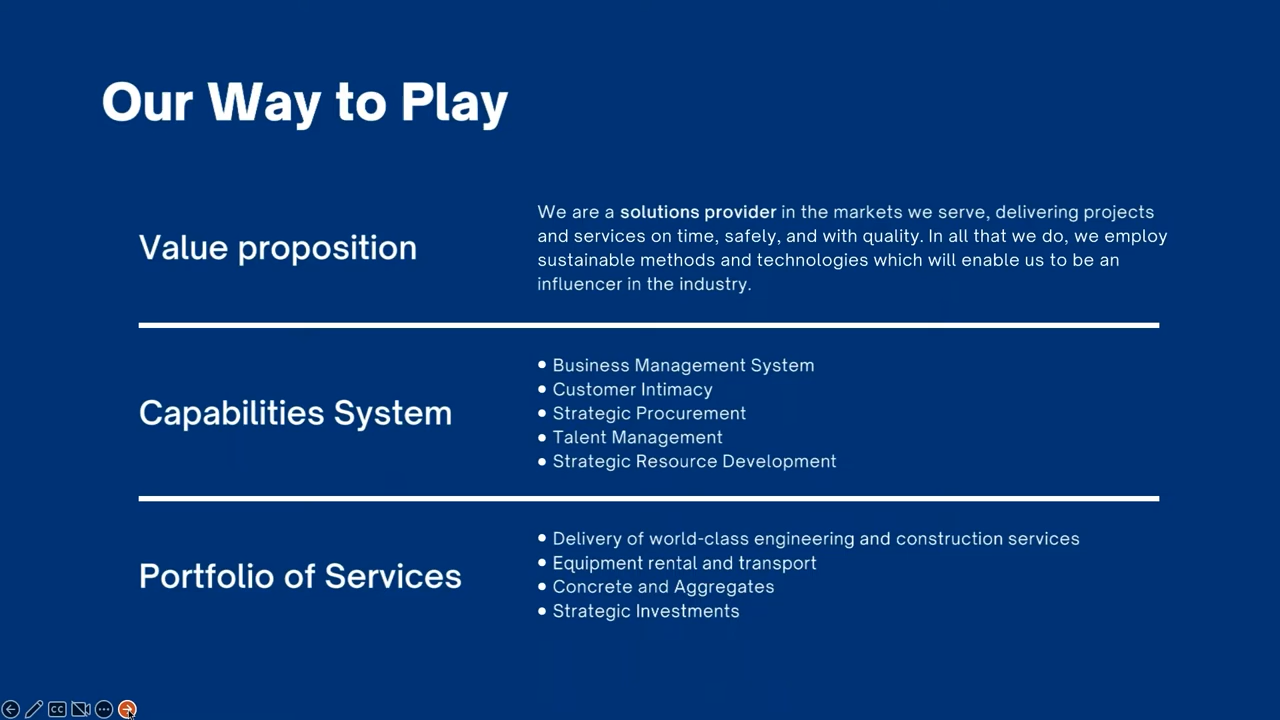 Our Way to Play
Value proposition
We are a solutions provider in the markets we serve, delivering projects
and services on time, safely, and with quality. In all that we do, we employ
sustainable methods and technologies which will enable us to be an
influencer in the industry.
Capabilities System
• Business Management System
• Customer Intimacy
• Strategic Procurement
• Talent Management
• Strategic Resource Development
Portfolio of Services
• Delivery of world-class engineering and construction services
• Equipment rental and transport
• Concrete and Aggregates
• Strategic Investments
CC